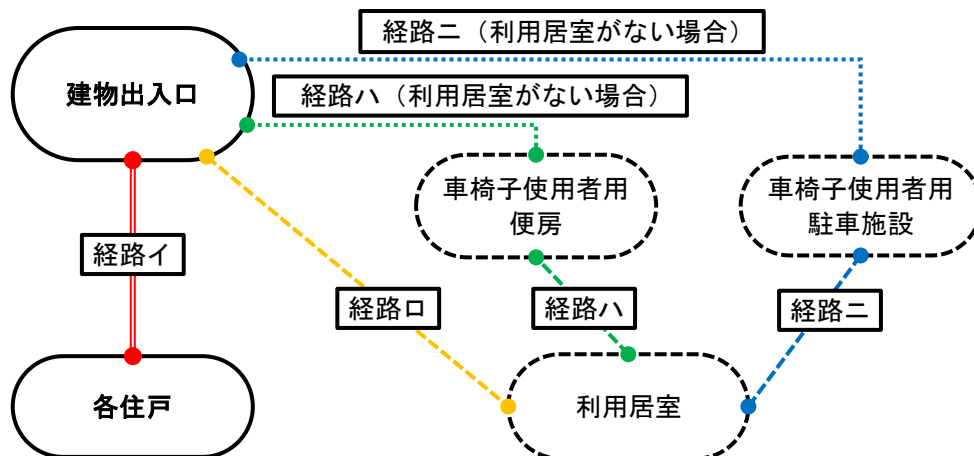 経路ニ（利用居室がない場合）
建物出入口
経路ハ（利用居室がない場合）
車椅子使用者用
便房
車椅子使用者用
駐車施設
経路イ
経路ロ
経路ハ
経路ニ
各住戸
利用居室